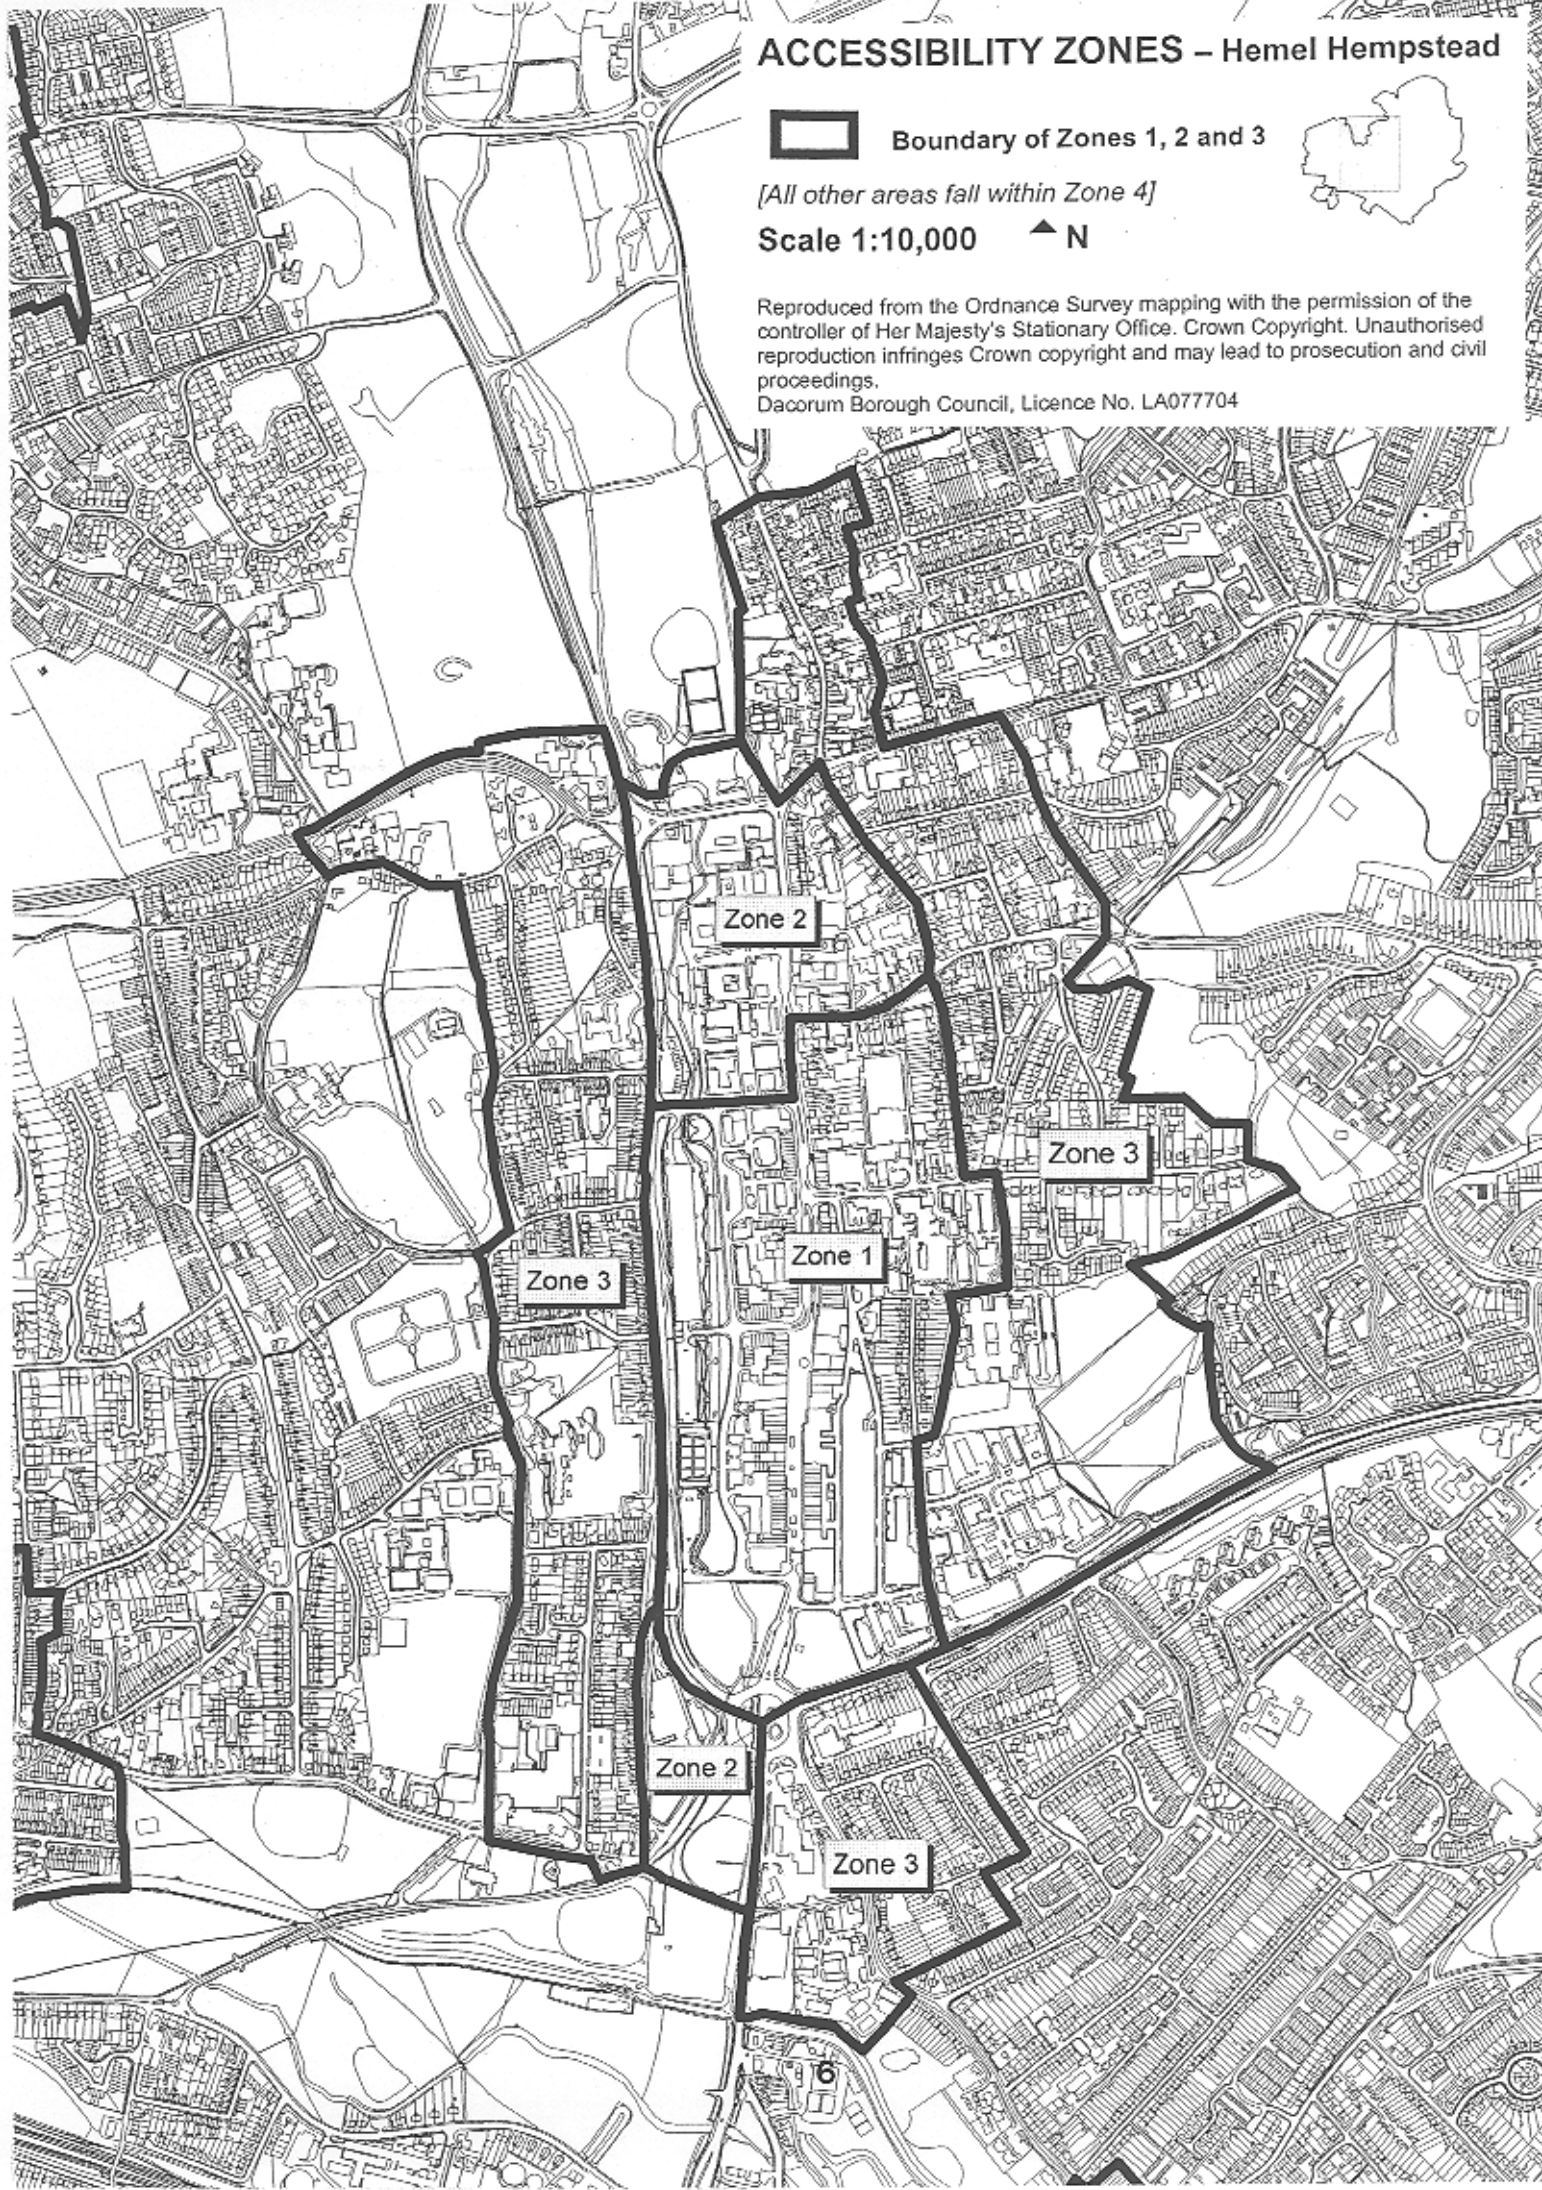 ACCESSIBILITY ZONES – Hemel Hempstead
Boundary of Zones 1, 2 and 3
[All other areas fall within Zone 4]
Scale 1:10,000
N
Reproduced from the Ordnance Survey mapping with the permission of the
controller of Her Majesty's Stationary Office. Crown Copyright. Unauthorised
reproduction infringes Crown copyright and may lead to prosecution and civil
proceedings.
Dacorum Borough Council, Licence No. LA077704
Zone 2
Zone 3
Zone 1
Zone 3
Zone 2
Zone 3
6